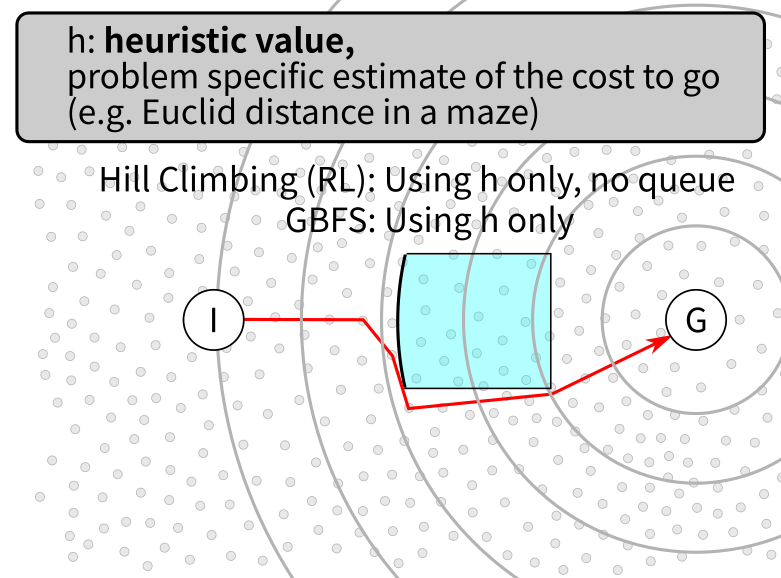 h: heuristic value,
problem specific estimate of the cost to go
(e.g. Euclid distance in a maze)
Hill Climbing (RL): Using h only, no queue
GBFS: Using h only
I
G